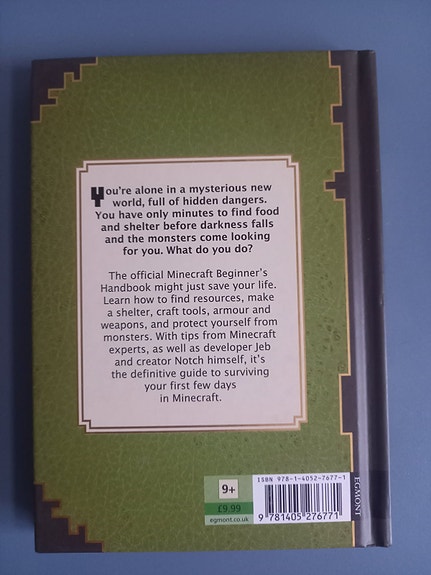 You're alone in a mysterious new
world, full of hidden dangers.
You have only minutes to find food
and shelter before darkness falls
and the monsters come looking
for you. What do you do?
The official Minecraft Beginner's
Handbook might just save your life.
Learn how to find resources, make
a shelter, craft tools, armour and
weapons, and protect yourself from
monsters. With tips from Minecraft
experts, as well as developer Jeb
and creator Notch himself, it's
the definitive guide to surviving
your first few days
in Minecraft.
9+
£9.99
egmont.co.uk
ISBN 978-1-4052-7677-1
9 781405 276771
EGMONT